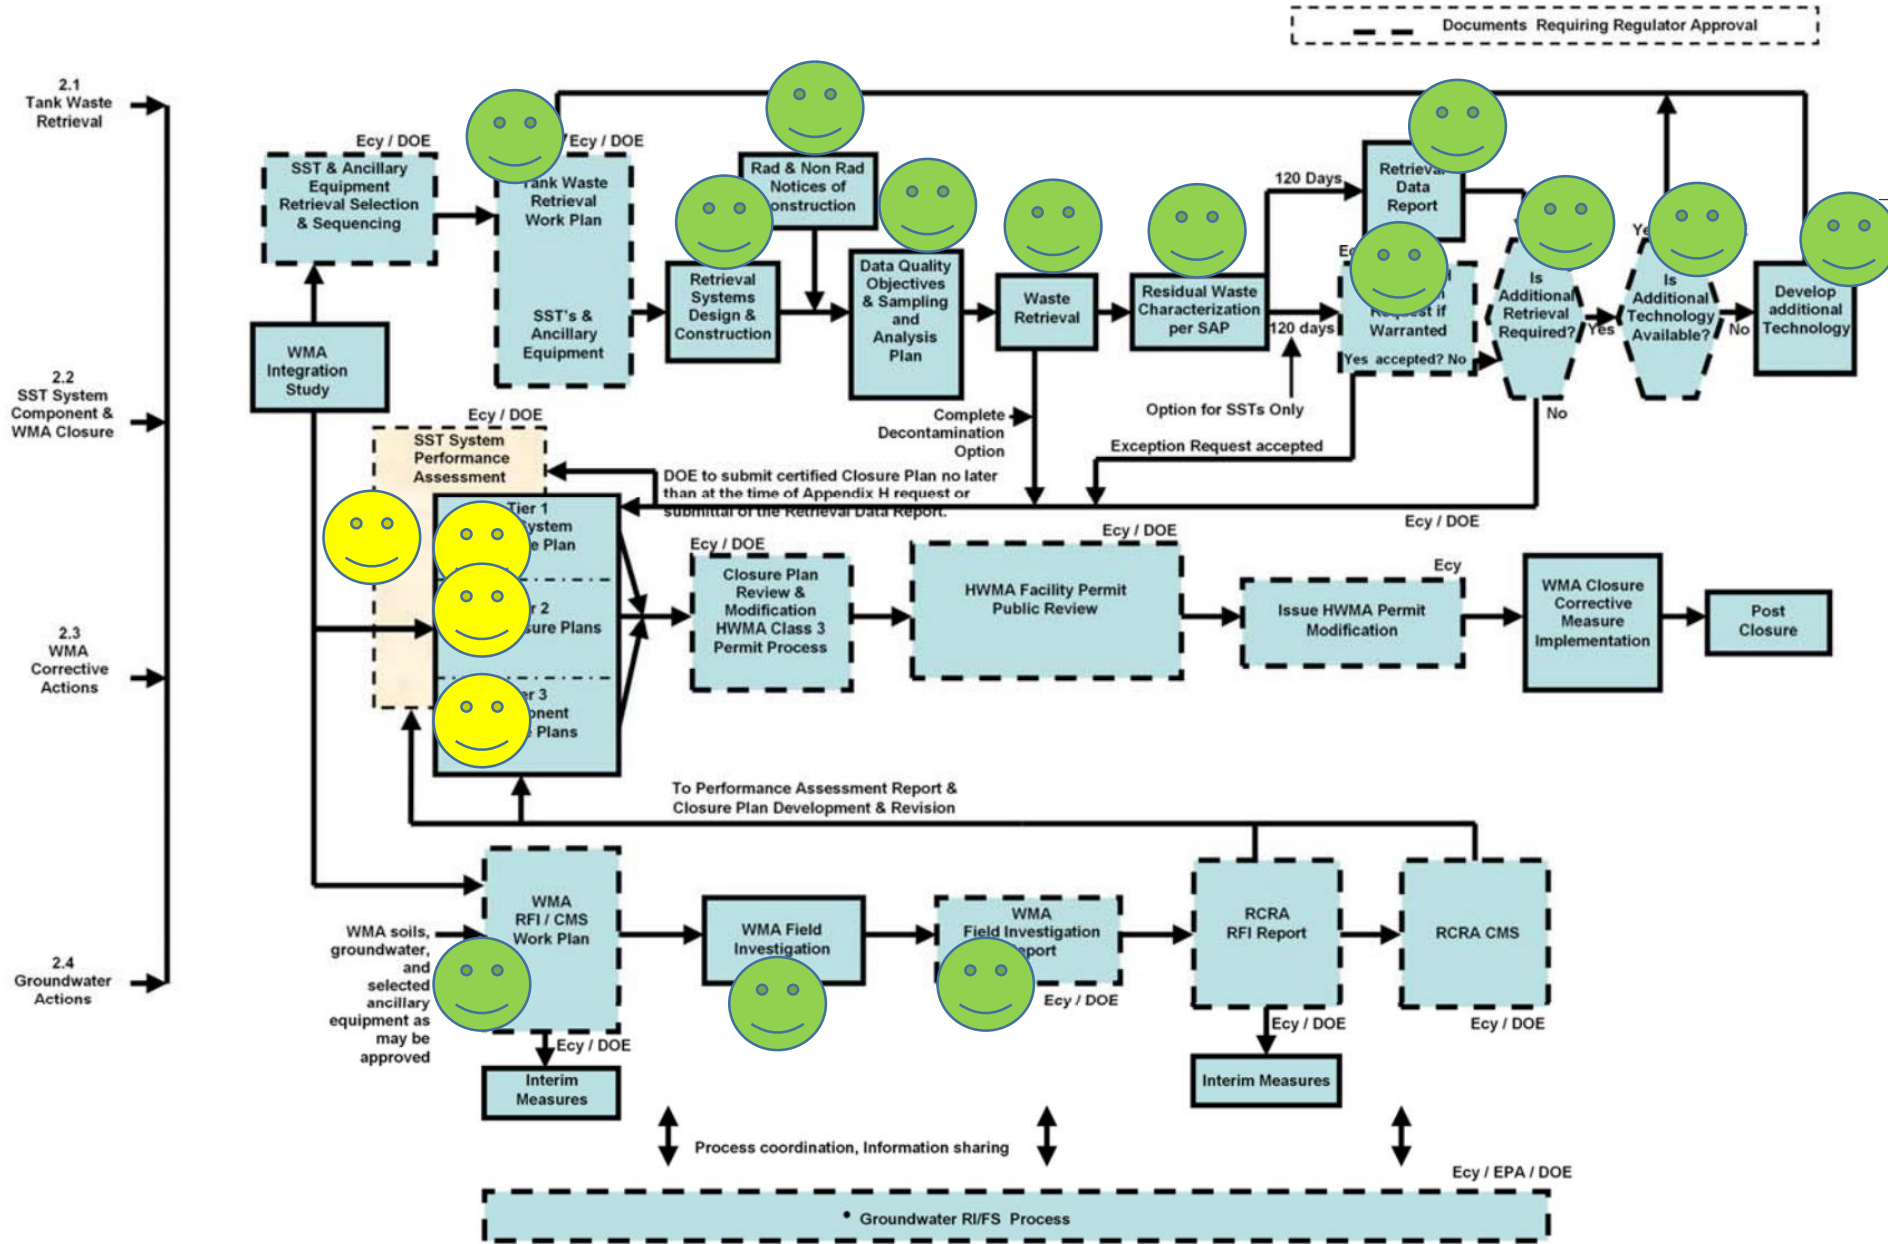 Documents Requiring Regulator Approval
2.1
Tank Waste
Retrieval
2.2
SST System
Component &
WMA Closure
2.3
WMA
Corrective
Actions
2.4
Groundwater
Actions
Ecy / DOE
SST & Ancillary
Equipment
Retrieval Selection
& Sequencing
WMA
Integration
Study
Ecy / DOE
Tank Waste
Retrieval
Work Plan
SST's &
Ancillary
Equipment
Rad & Non Rad
Notices of
Construction
Retrieval
Systems
Design &
Construction
Data Quality
Objectives
& Sampling
and
Analysis
Plan
Waste
Retrieval
Residual Waste
Characterization
per SAP
120 Days
120 days
Retrieval
Data
Report
if
Warranted
Yes accepted? No
Is
Additional
Retrieval
Required?
Yes
No
Is
Additional
Technology
Available?
No
Develop
additional
Technology
Option for SSTs Only
Complete
Decontamination
Option
Exception Request accepted
Ecy / DOE
SST System
Performance
Assessment
DOE to submit certified Closure Plan no later
than at the time of Appendix H request or
submittal of the Retrieval Data Report.
Ecy / DOE
Tier 1
Plan
2
Plans
3
Plans
Ecy / DOE
Closure Plan
Review &
Modification
HWMA Class 3
Permit Process
Ecy / DOE
HWMA Facility Permit
Public Review
Ecy
Issue HWMA Permit
Modification
WMA Closure
Corrective
Measure
Implementation
Post
Closure
To Performance Assessment Report &
Closure Plan Development & Revision
WMA soils,
groundwater,
and
selected
ancillary
equipment as
may be
approved
WMA
RFI / CMS
Work Plan
Ecy / DOE
Interim
Measures
WMA Field
Investigation
WMA
Field Investigation
Ecy / DOE
RCRA
RFI Report
Ecy / DOE
Interim Measures
RCRA CMS
Ecy / DOE
Process coordination, Information sharing
Ecy / EPA / DOE
• Groundwater RI/FS Process